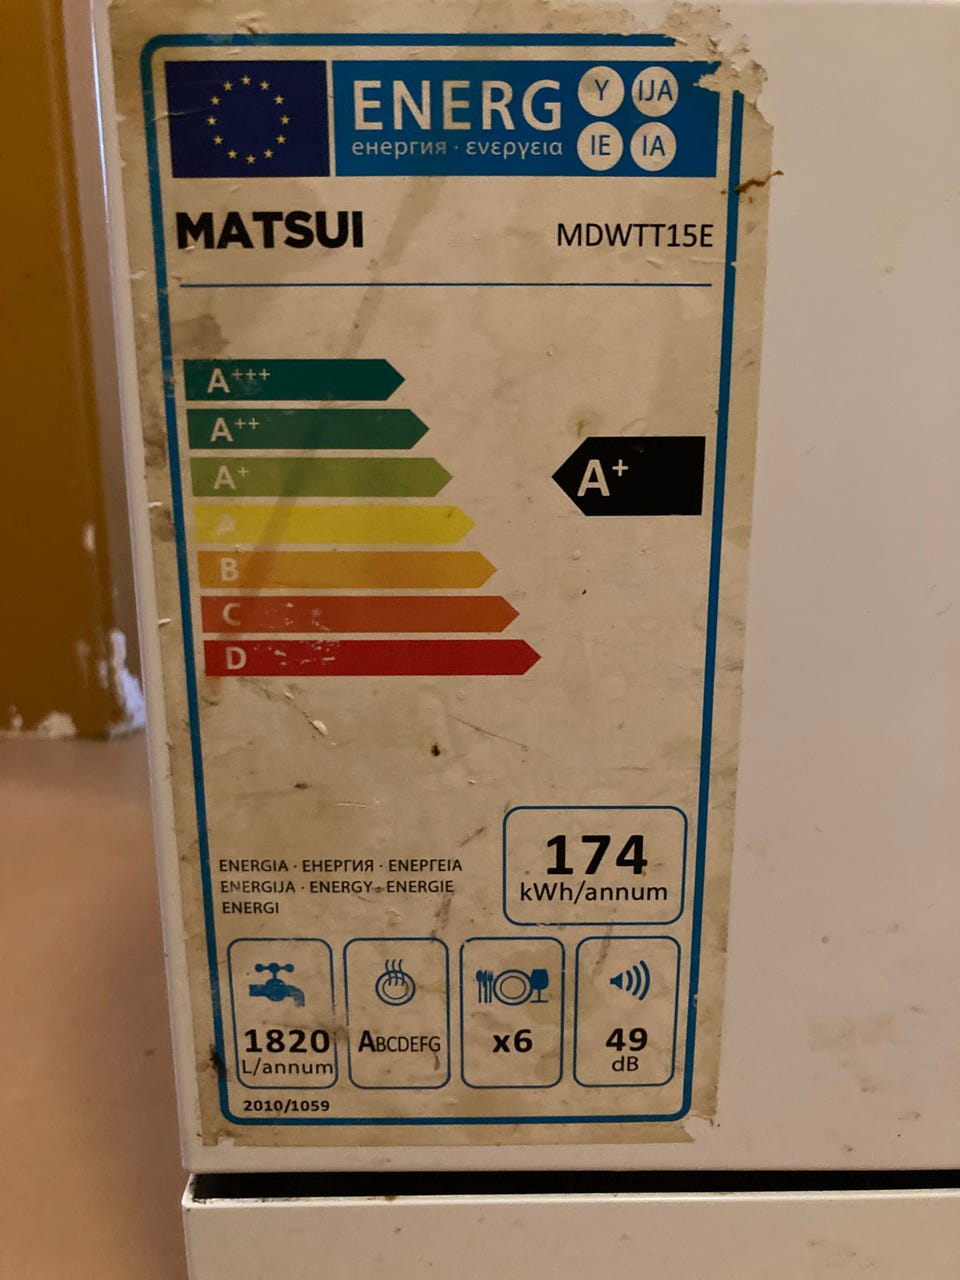 ENERG Y IJA
енергия · ενεργεια IE IA
MATSUI MDWTT15E
A+++
A++
A+
A+
A
B
C
D
174
kWh/annum
ENERGIA · ЕНЕРГИЯ · ΕΝΕΡΓΕΙΑ
ENERGIJA · ENERGY · ENERGIE
ENERGI
1820
L/annum
ABCDEFG
x6
49
dB
2010/1059